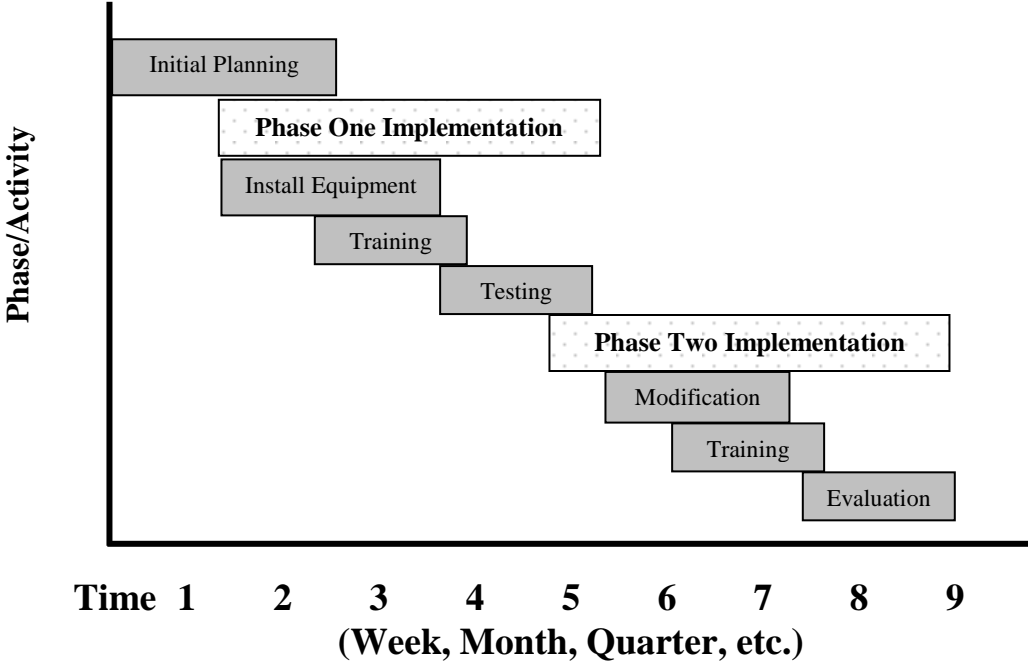 Phase/Activity
Initial Planning
Phase One Implementation
Install Equipment
Training
Testing
Phase Two Implementation
Modification
Training
Evaluation
Time 1 2 3 4 5 6 7 8 9
(Week, Month, Quarter, etc.)